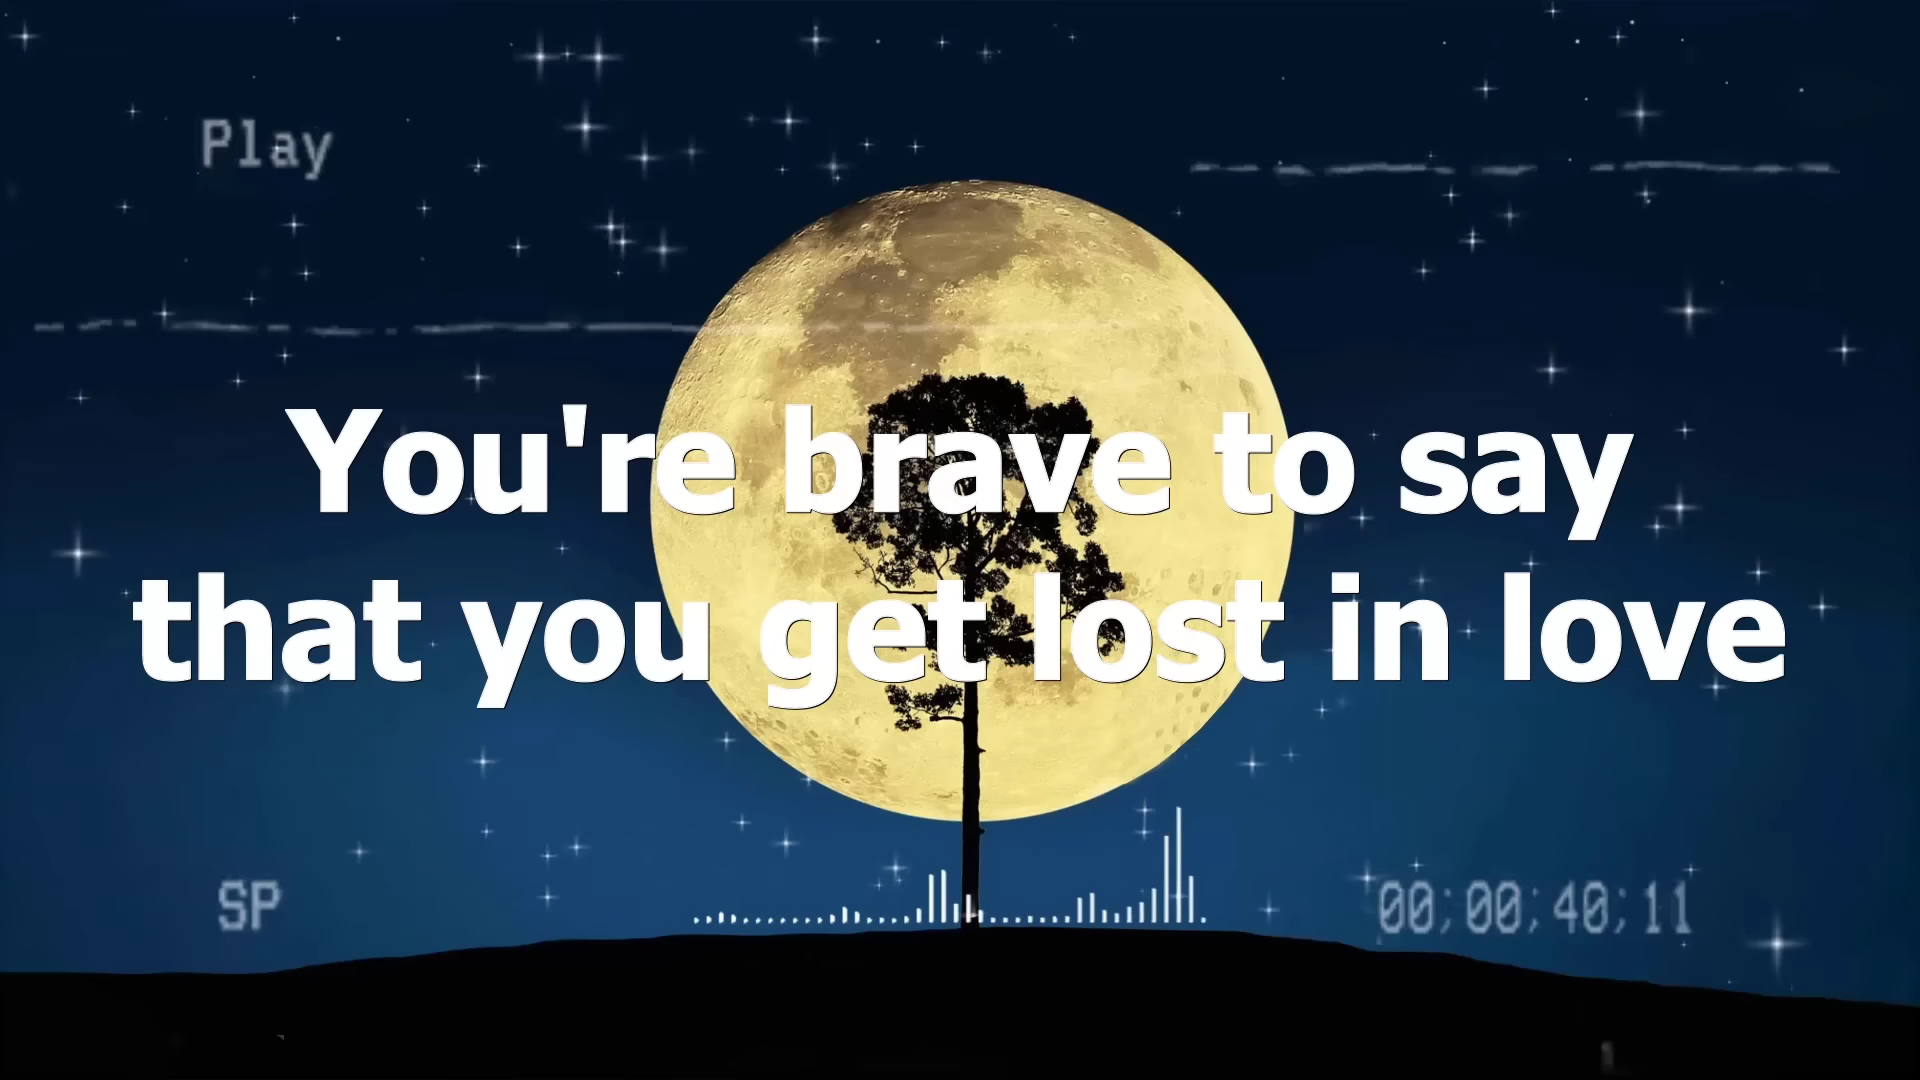 Play
You're brave to say
that you get lost in love
SP
00;00;40;11